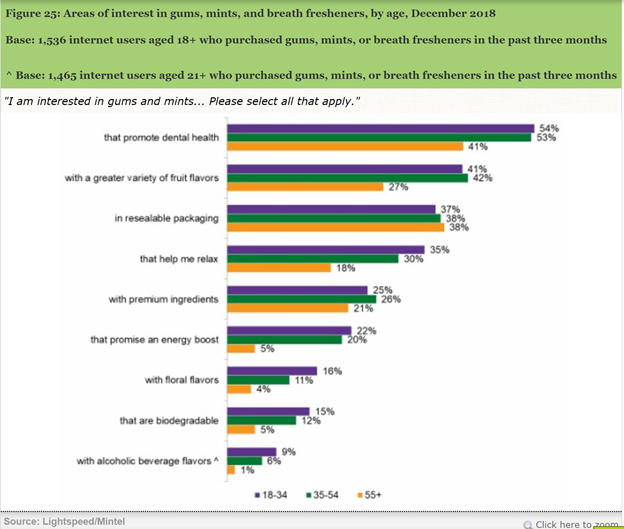 Figure 25: Areas of interest in gums, mints, and breath fresheners, by age, December 2018
Base: 1,536 internet users aged 18+ who purchased gums, mints, or breath fresheners in the past three months
^ Base: 1,465 internet users aged 21+ who purchased gums, mints, or breath fresheners in the past three months
"I am interested in gums and mints... Please select all that apply."
that promote dental health
54%
53%
41%
with a greater variety of fruit flavors
41%
42%
27%
in resealable packaging
37%
38%
38%
that help me relax
35%
30%
18%
with premium ingredients
25%
26%
21%
that promise an energy boost
22%
20%
5%
with floral flavors
16%
11%
4%
that are biodegradable
15%
12%
5%
with alcoholic beverage flavors ^
9%
6%
1%
18-34 35-54 55+
Source: Lightspeed/Mintel
Click here to zoom